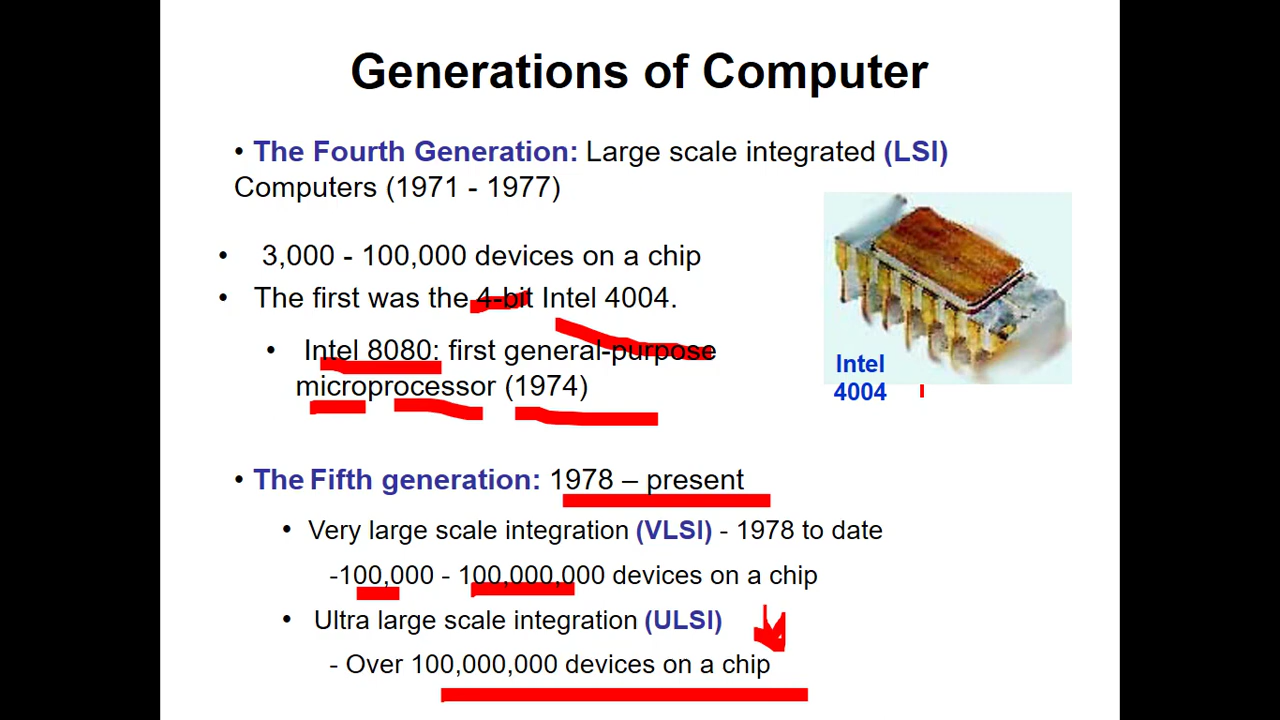 Generations of Computer
• The Fourth Generation: Large scale integrated (LSI)
Computers (1971 - 1977)
• 3,000 - 100,000 devices on a chip
• The first was the 4-bit Intel 4004.
• Intel 8080: first general-purpose
microprocessor (1974)
Intel
4004
• The Fifth generation: 1978 – present
• Very large scale integration (VLSI) - 1978 to date
-100,000 - 100,000,000 devices on a chip
• Ultra large scale integration (ULSI)
- Over 100,000,000 devices on a chip